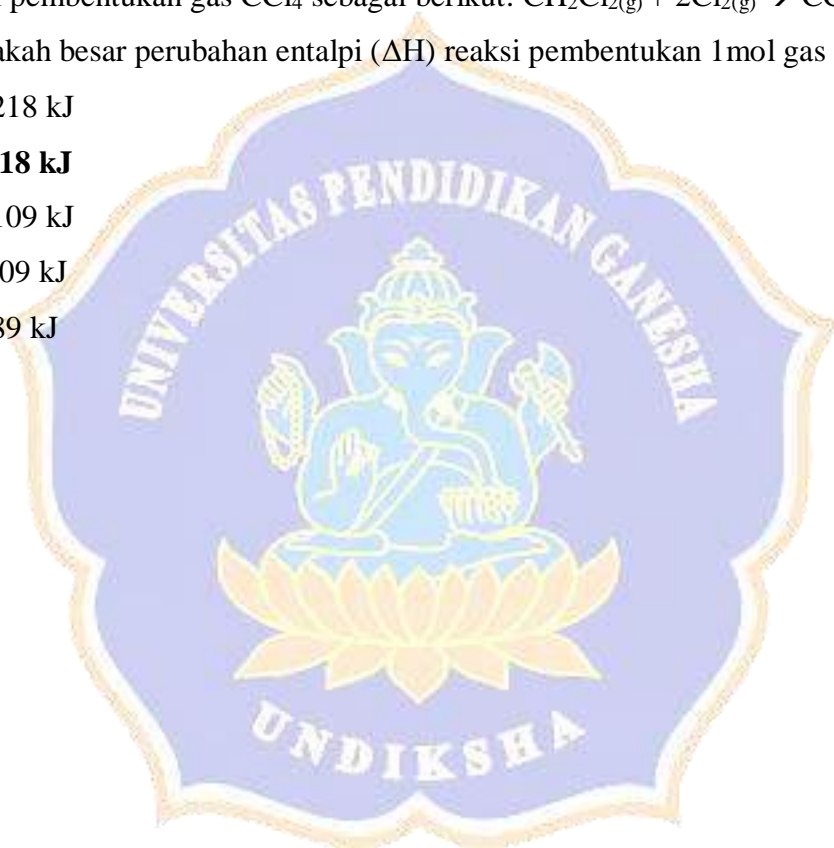 pembentukan gas CCl₄ sebagai berikut: CH₂Cl₂₍g₎ + 2Cl₂₍g₎ → CC
akah besar perubahan entalpi (ΔH) reaksi pembentukan 1mol gas
218 kJ
18 kJ
109 kJ
09 kJ
89 kJ
UNIVERSITAS PENDIDIKAN GANESHA
UNDIKSHA